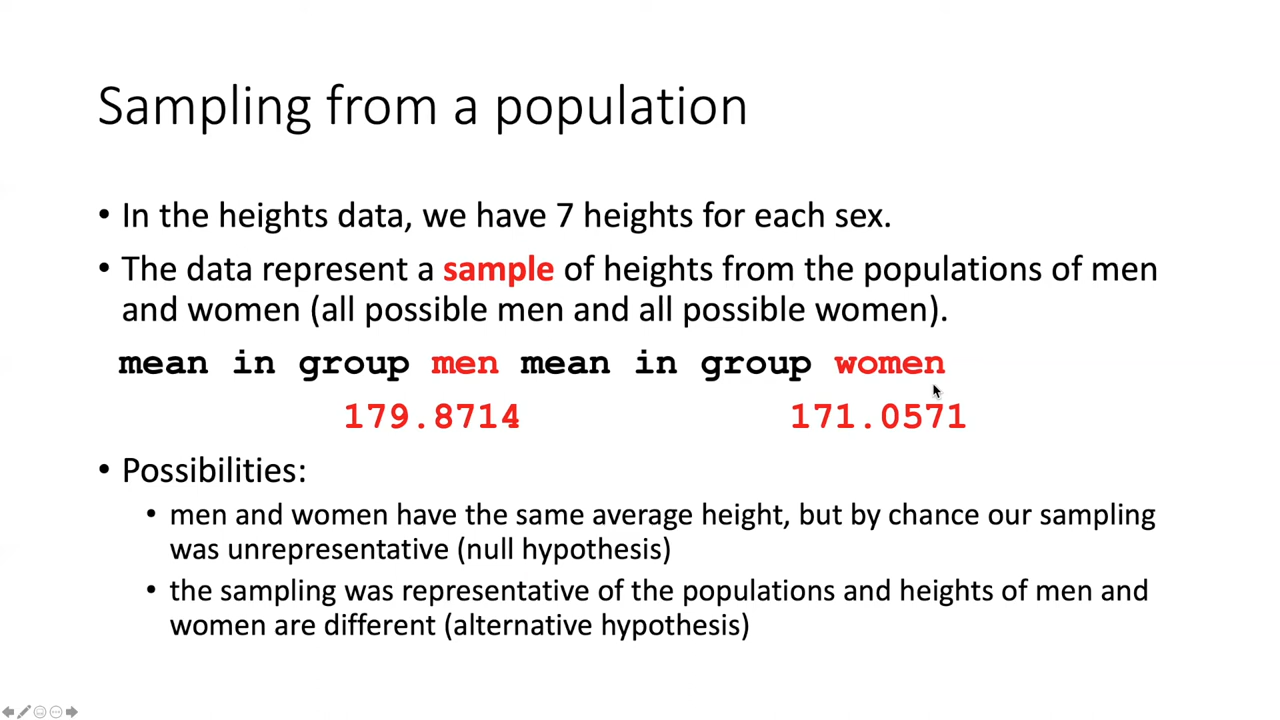 Sampling from a population
• In the heights data, we have 7 heights for each sex.
• The data represent a sample of heights from the populations of men
and women (all possible men and all possible women).
mean in group men mean in group women
179.8714 171.0571
• Possibilities:
• men and women have the same average height, but by chance our sampling
was unrepresentative (null hypothesis)
• the sampling was representative of the populations and heights of men and
women are different (alternative hypothesis)